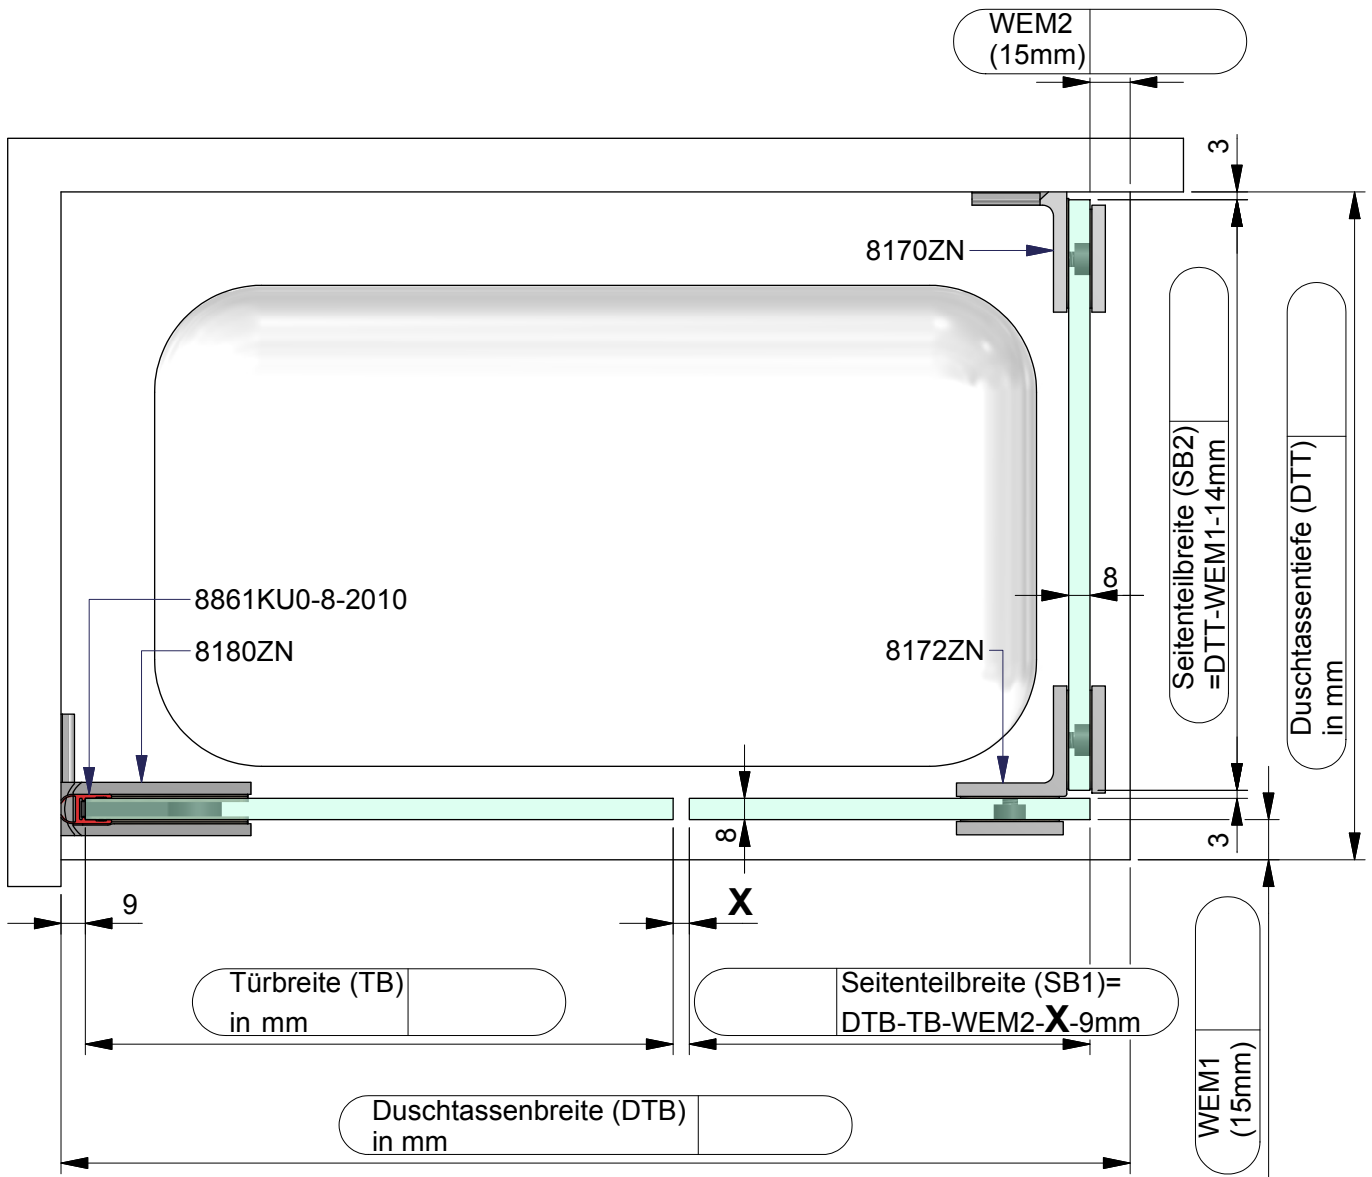 WEM2
(15mm)
3
8170ZN
Seitenteilbreite (SB2)
=DTT-WEM1-14mm
Duschtassentiefe (DTT)
in mm
8
8861KU0-8-2010
8180ZN
8172ZN
8
3
9
X
Türbreite (TB)
in mm
Seitenteilbreite (SB1)=
DTB-TB-WEM2-X-9mm
WEM1
(15mm)
Duschtassenbreite (DTB)
in mm